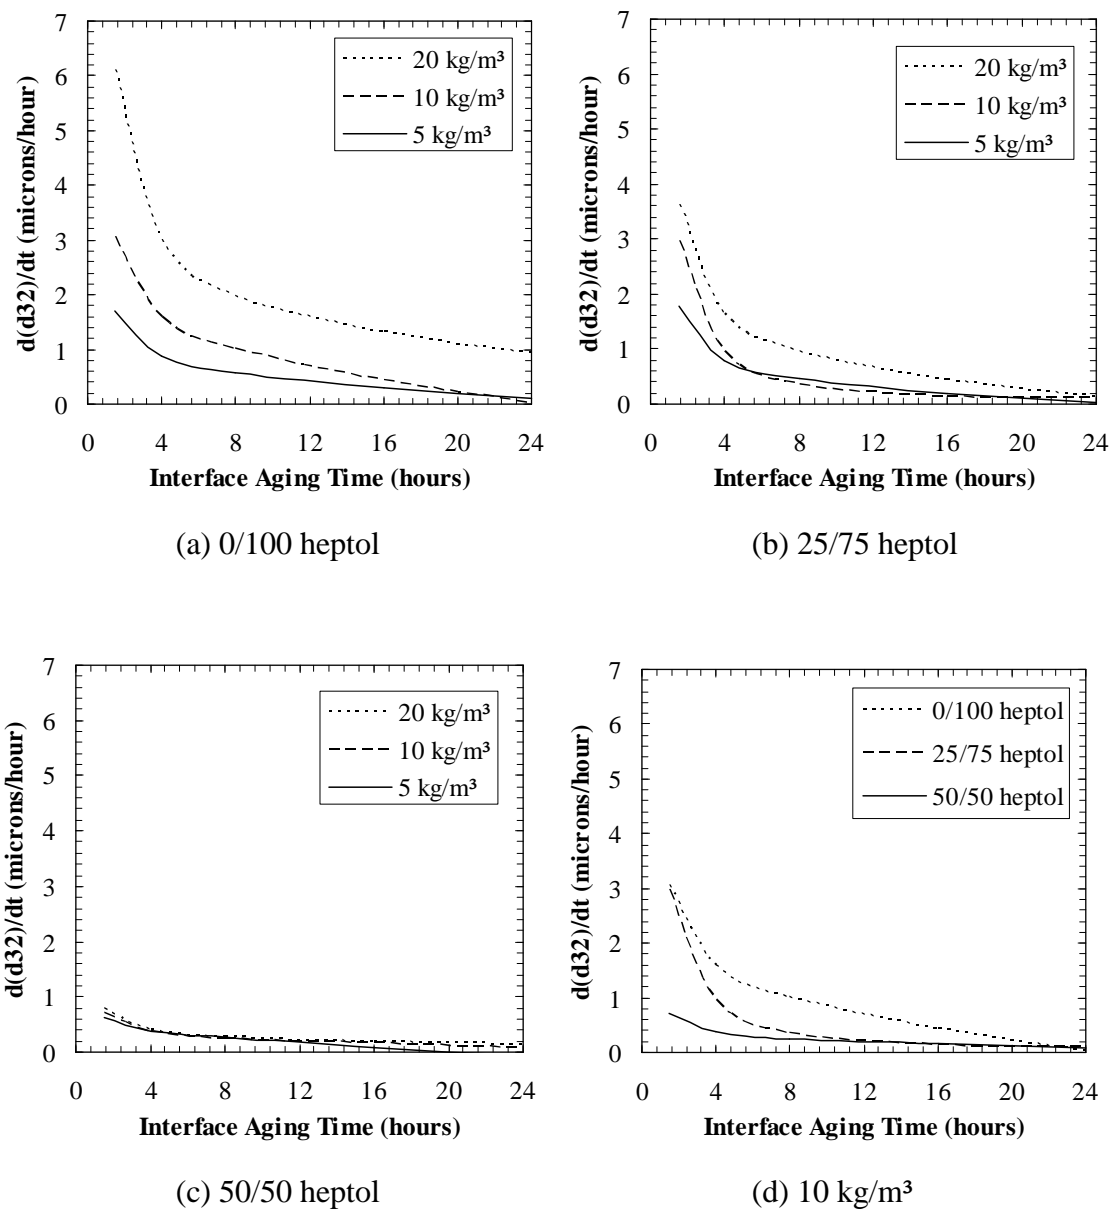 7
6
5
4
3
2
1
0
d(d32)/dt (microns/hour)
20 kg/m³
10 kg/m³
5 kg/m³
0 4 8 12 16 20 24
Interface Aging Time (hours)
(a) 0/100 heptol
7
6
5
4
3
2
1
0
d(d32)/dt (microns/hour)
20 kg/m³
10 kg/m³
5 kg/m³
0 4 8 12 16 20 24
Interface Aging Time (hours)
(b) 25/75 heptol
7
6
5
4
3
2
1
0
d(d32)/dt (microns/hour)
20 kg/m³
10 kg/m³
5 kg/m³
0 4 8 12 16 20 24
Interface Aging Time (hours)
(c) 50/50 heptol
7
6
5
4
3
2
1
0
d(d32)/dt (microns/hour)
0/100 heptol
25/75 heptol
50/50 heptol
0 4 8 12 16 20 24
Interface Aging Time (hours)
(d) 10 kg/m³